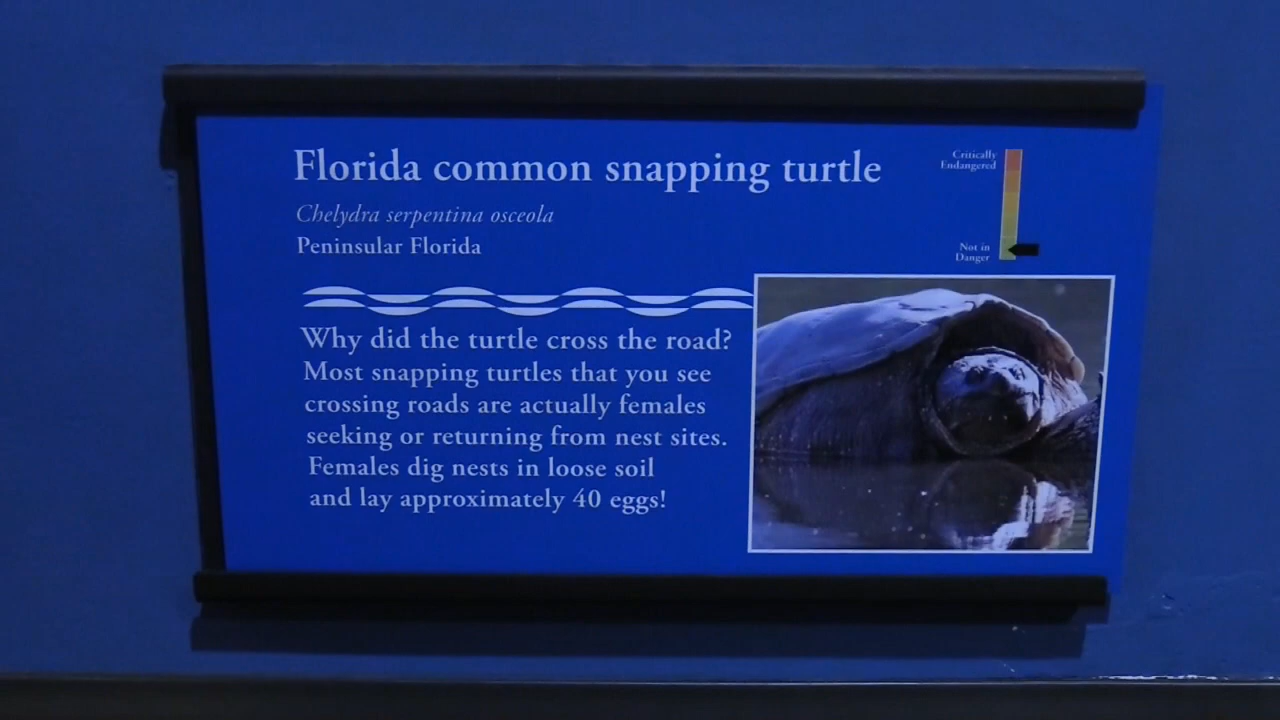 Florida common snapping turtle
Chelydra serpentina osceola
Peninsular Florida
Critically
Endangered
Not in
Danger
Why did the turtle cross the road?
Most snapping turtles that you see
crossing roads are actually females
seeking or returning from nest sites.
Females dig nests in loose soil
and lay approximately 40 eggs!